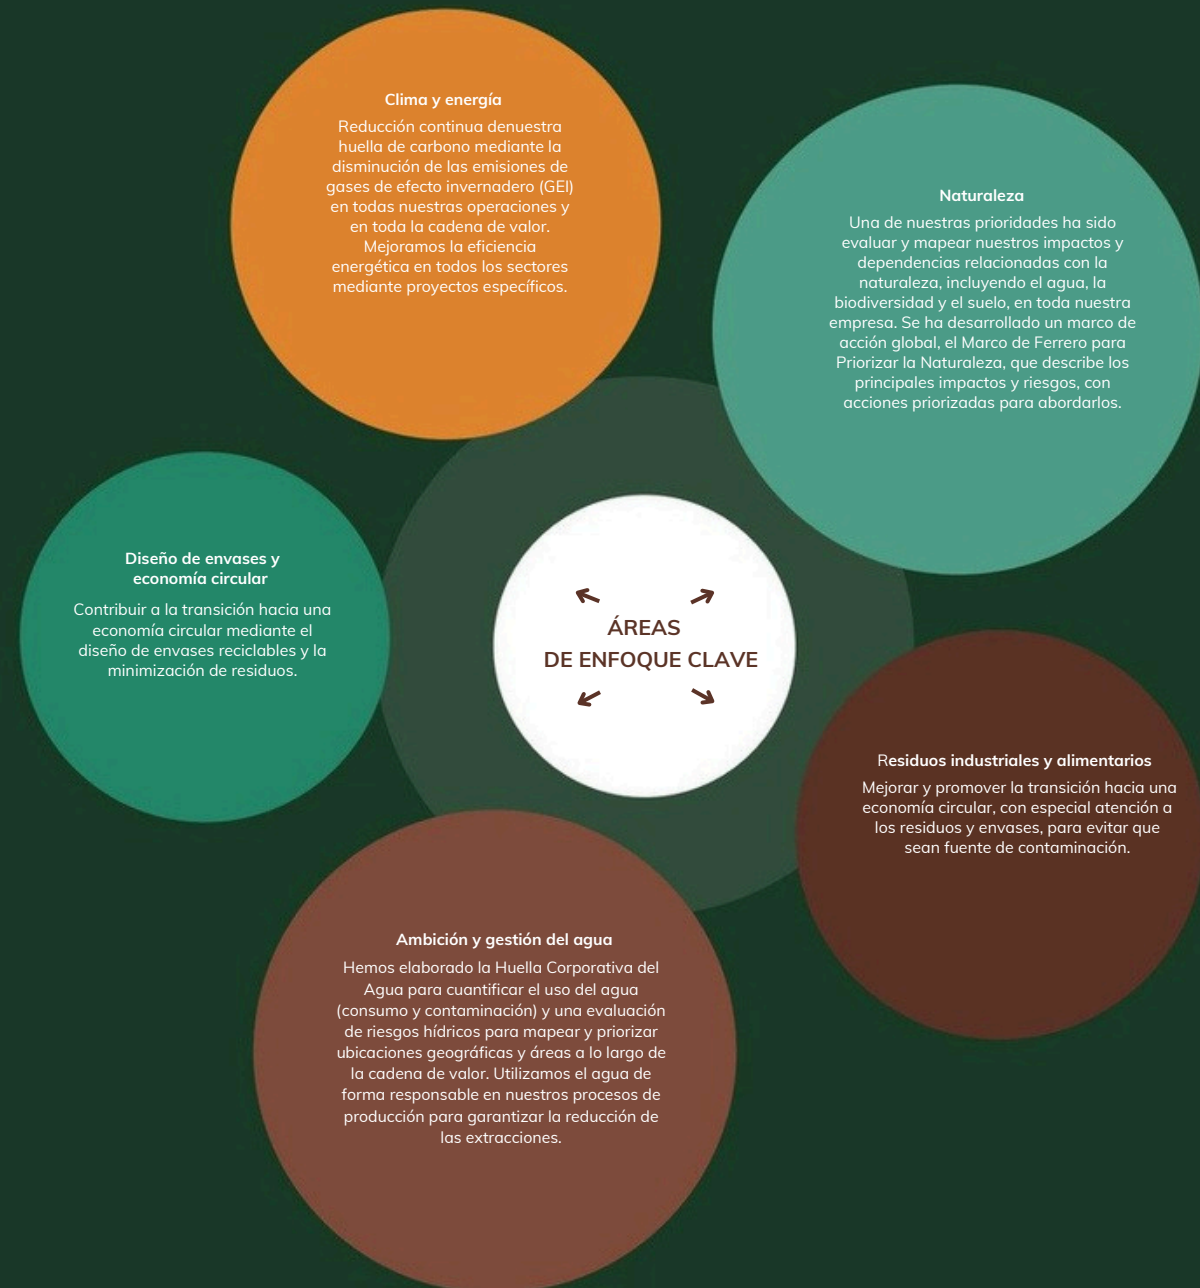 Clima y energía
Reducción continua denuestra
huella de carbono mediante la
disminución de las emisiones de
gases de efecto invernadero (GEI)
en todas nuestras operaciones y
en toda la cadena de valor.
Mejoramos la eficiencia
energética en todos los sectores
mediante proyectos específicos.
Naturaleza
Una de nuestras prioridades ha sido
evaluar y mapear nuestros impactos y
dependencias relacionadas con la
naturaleza, incluyendo el agua, la
biodiversidad y el suelo, en toda nuestra
empresa. Se ha desarrollado un marco de
acción global, el Marco de Ferrero para
Priorizar la Naturaleza, que describe los
principales impactos y riesgos, con
acciones priorizadas para abordarlos.
Diseño de envases y
economía circular
Contribuir a la transición hacia una
economía circular mediante el
diseño de envases reciclables y la
minimización de residuos.
ÁREAS
DE ENFOQUE CLAVE
Residuos industriales y alimentarios
Mejorar y promover la transición hacia una
economía circular, con especial atención a
los residuos y envases, para evitar que
sean fuente de contaminación.
Ambición y gestión del agua
Hemos elaborado la Huella Corporativa del
Agua para cuantificar el uso del agua
(consumo y contaminación) y una evaluación
de riesgos hídricos para mapear y priorizar
ubicaciones geográficas y áreas a lo largo de
la cadena de valor. Utilizamos el agua de
forma responsable en nuestros procesos de
producción para garantizar la reducción de
las extracciones.